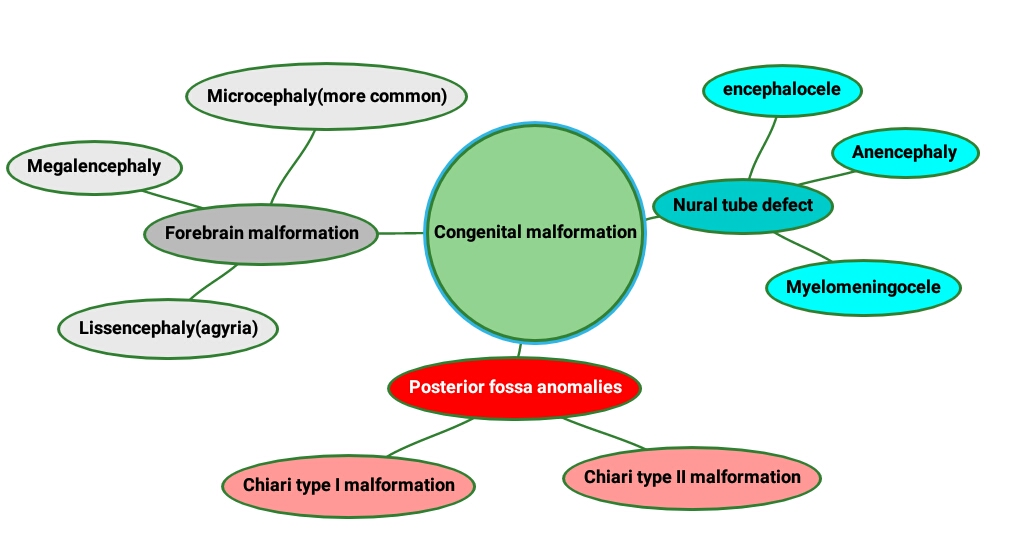 Microcephaly(more common)
Megalencephaly
Forebrain malformation
Lissencephaly(agyria)
Congenital malformation
encephalocele
Anencephaly
Nural tube defect
Myelomeningocele
Posterior fossa anomalies
Chiari type I malformation
Chiari type II malformation